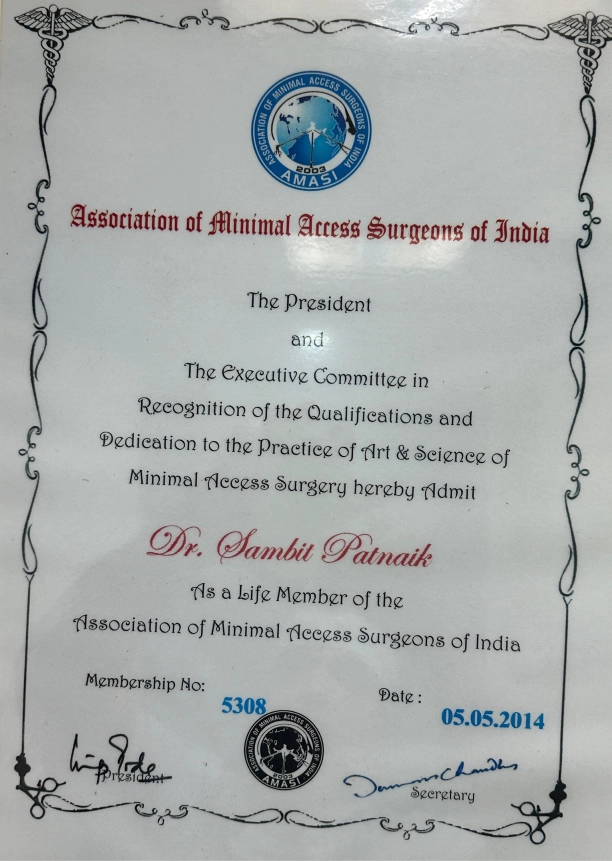 ASSOCIATION OF MINIMAL ACCESS SURGEONS OF INDIA
2003
AMASI
Association of Minimal Access Surgeons of India
The President
and
The Executive Committee in
Recognition of the Qualifications and
Dedication to the Practice of Art & Science of
Minimal Access Surgery hereby Admit
Dr. Sambit Patnaik
As a Life Member of the
Association of Minimal Access Surgeons of India
Membership No: 5308
Date : 05.05.2014
ASSOCIATION OF MINIMAL ACCESS SURGEONS OF INDIA
2003
AMASI
President
Secretary